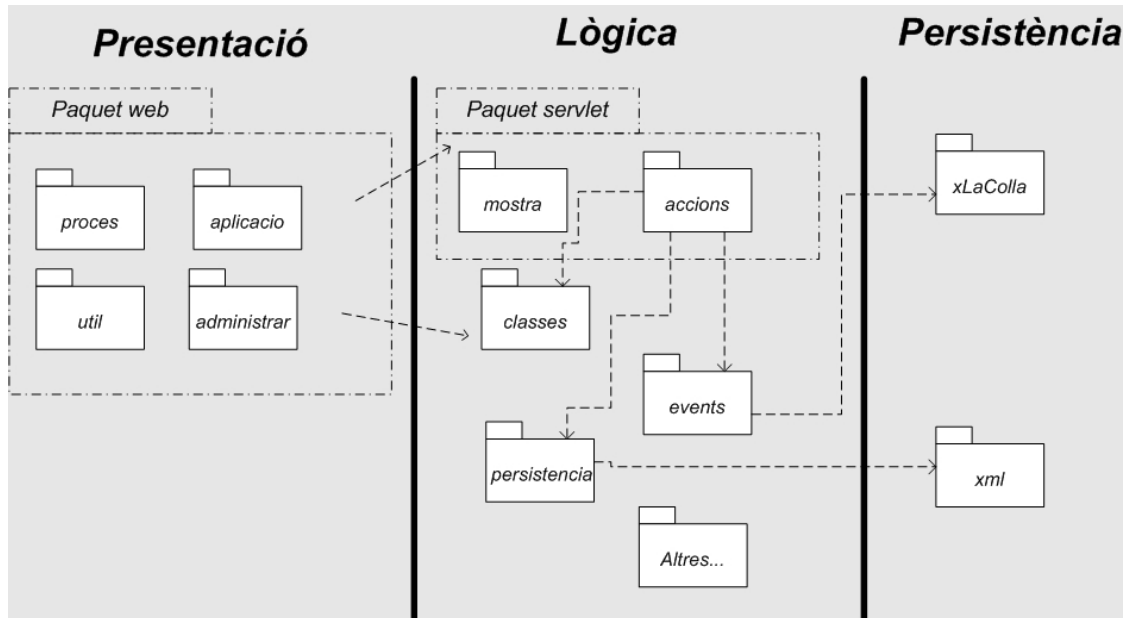 Presentació
Lògica
Persistència
Paquet web
Paquet servlet
proces
aplicacio
mostra
accions
xLaColla
util
administrar
classes
events
persistencia
xml
Altres...